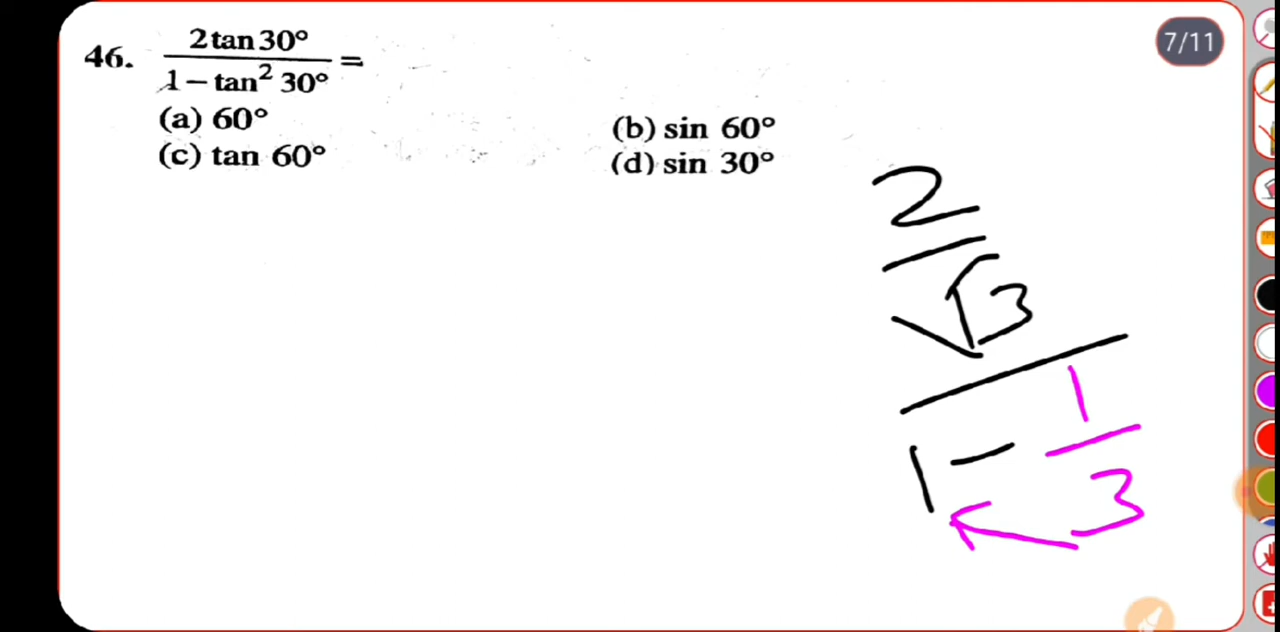 7/11
46. 2 tan 30° / 1 − tan² 30° =
(a) 60°
(b) sin 60°
(c) tan 60°
(d) sin 30°
2
√3
1 − 1
3